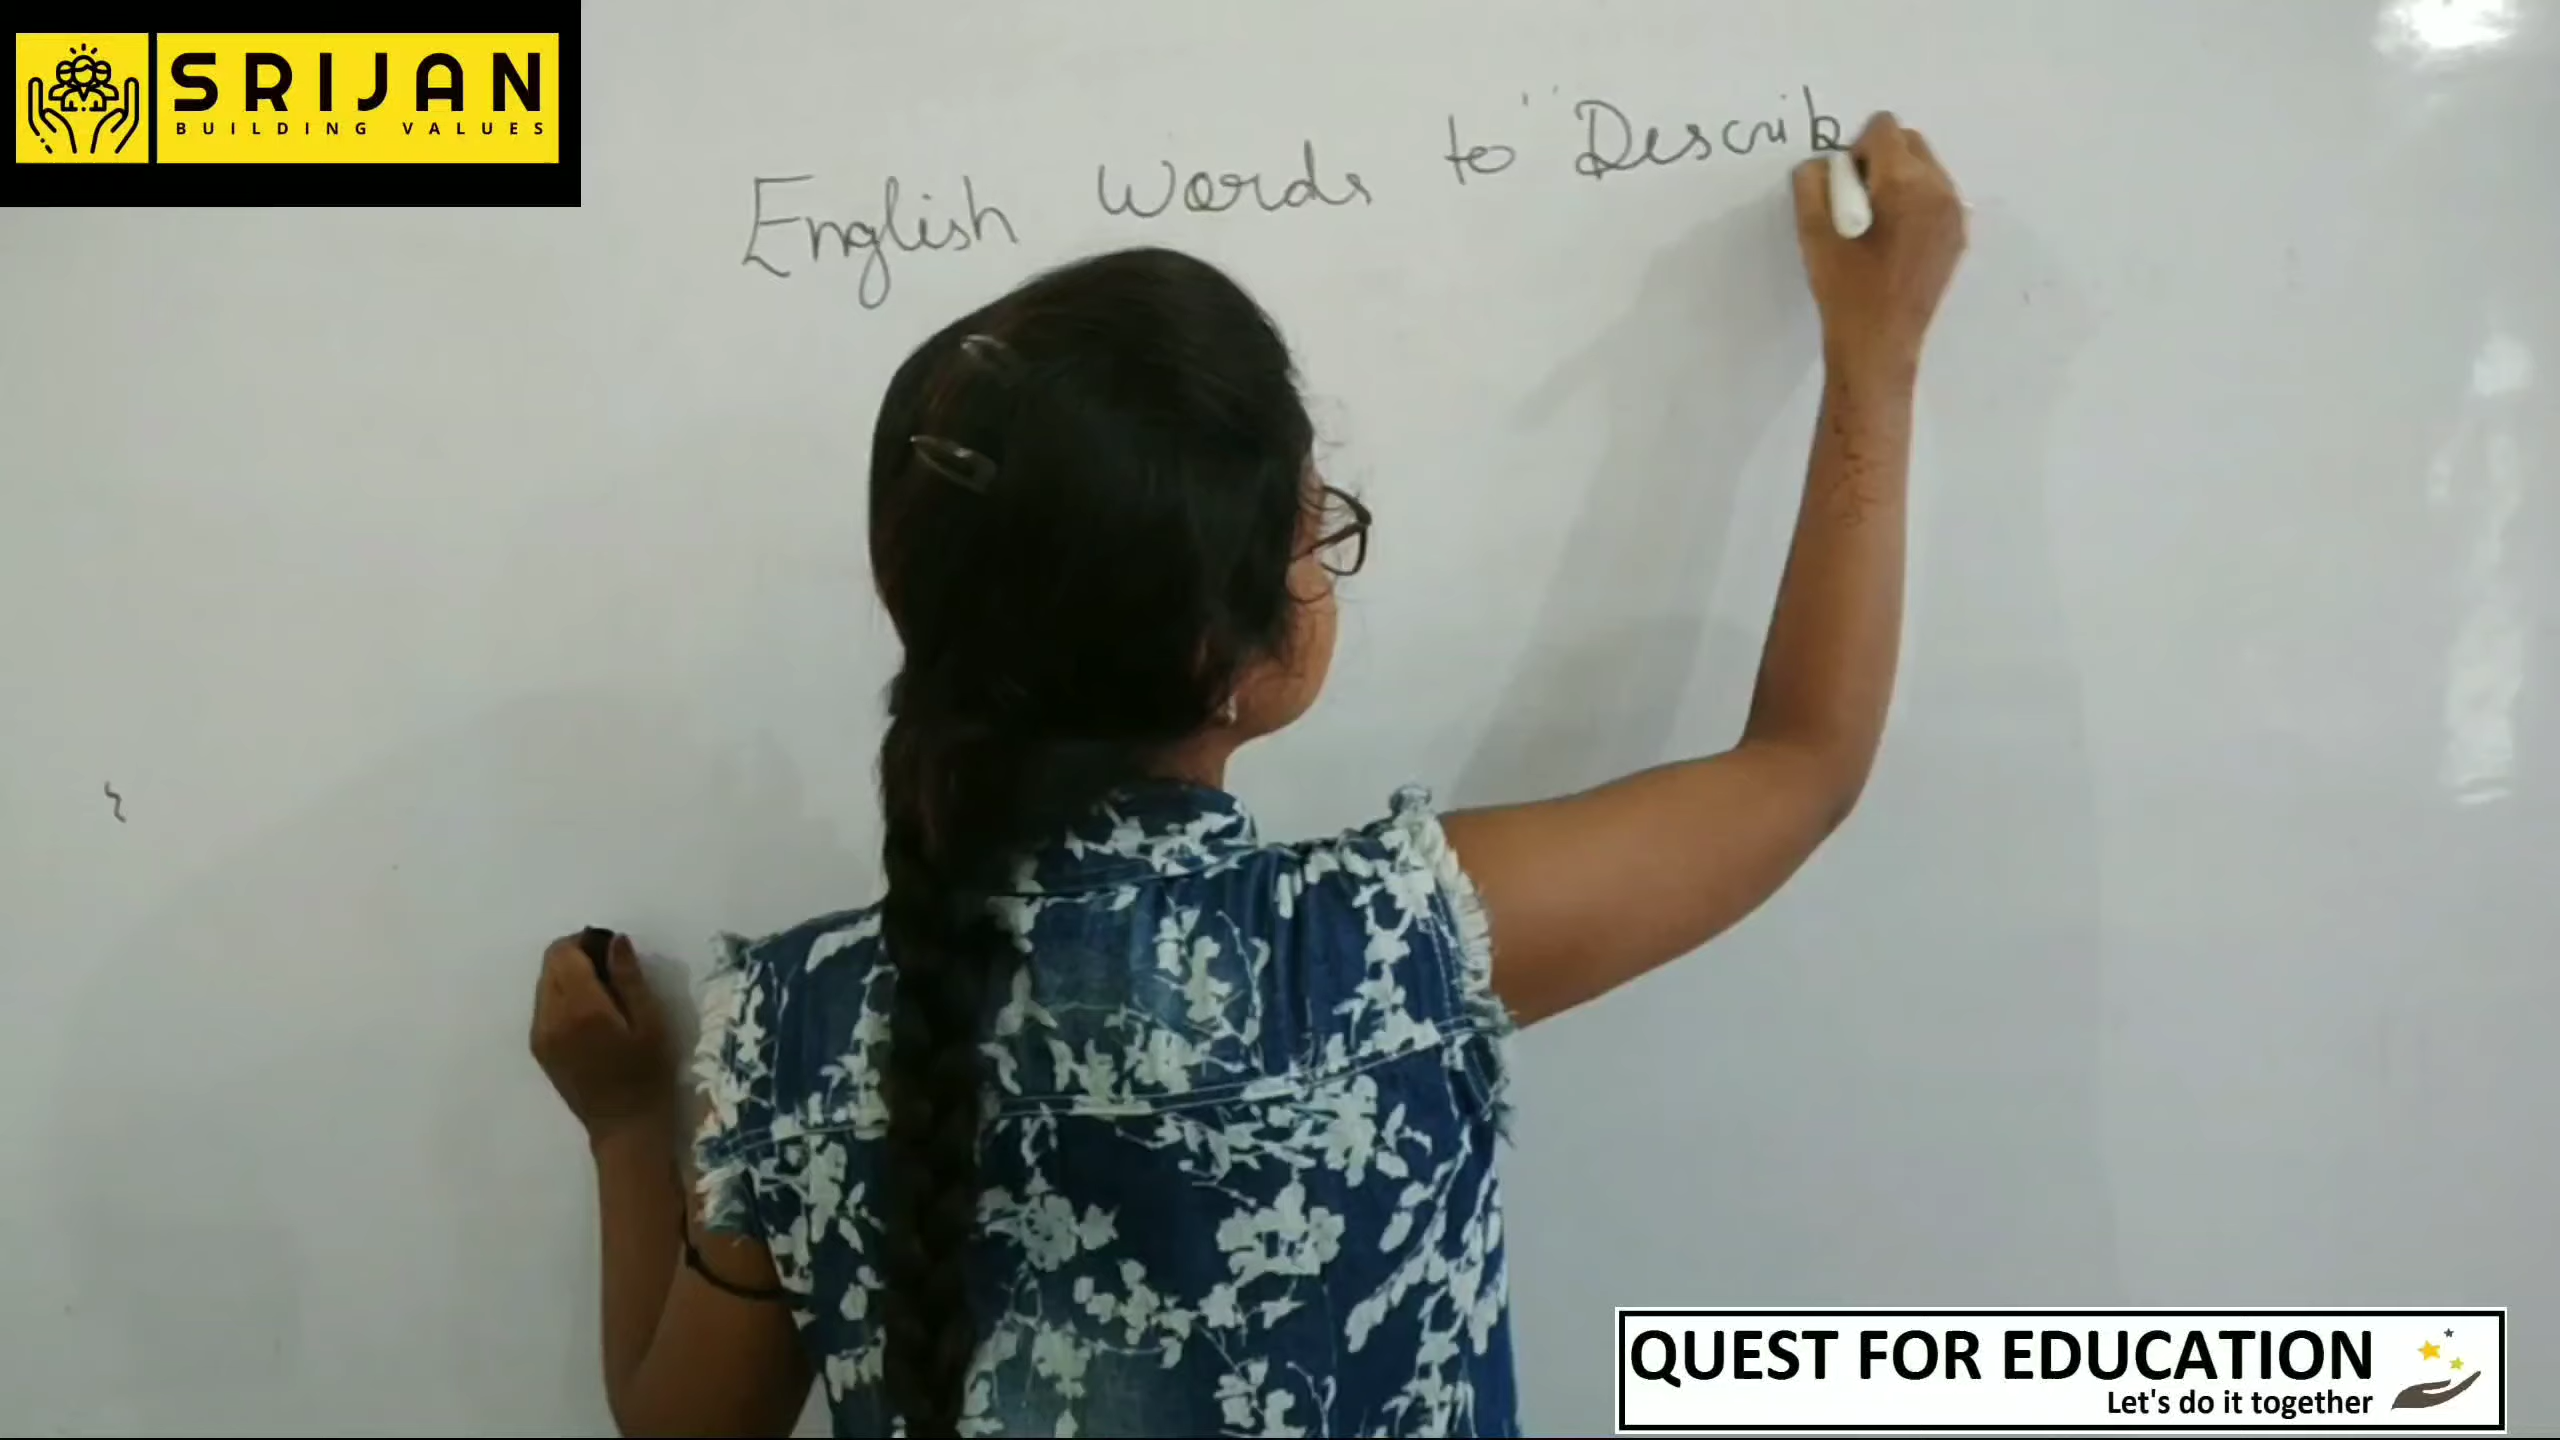 SRIJAN
BUILDING VALUES
English Words to "Describ
QUEST FOR EDUCATION
Let's do it together